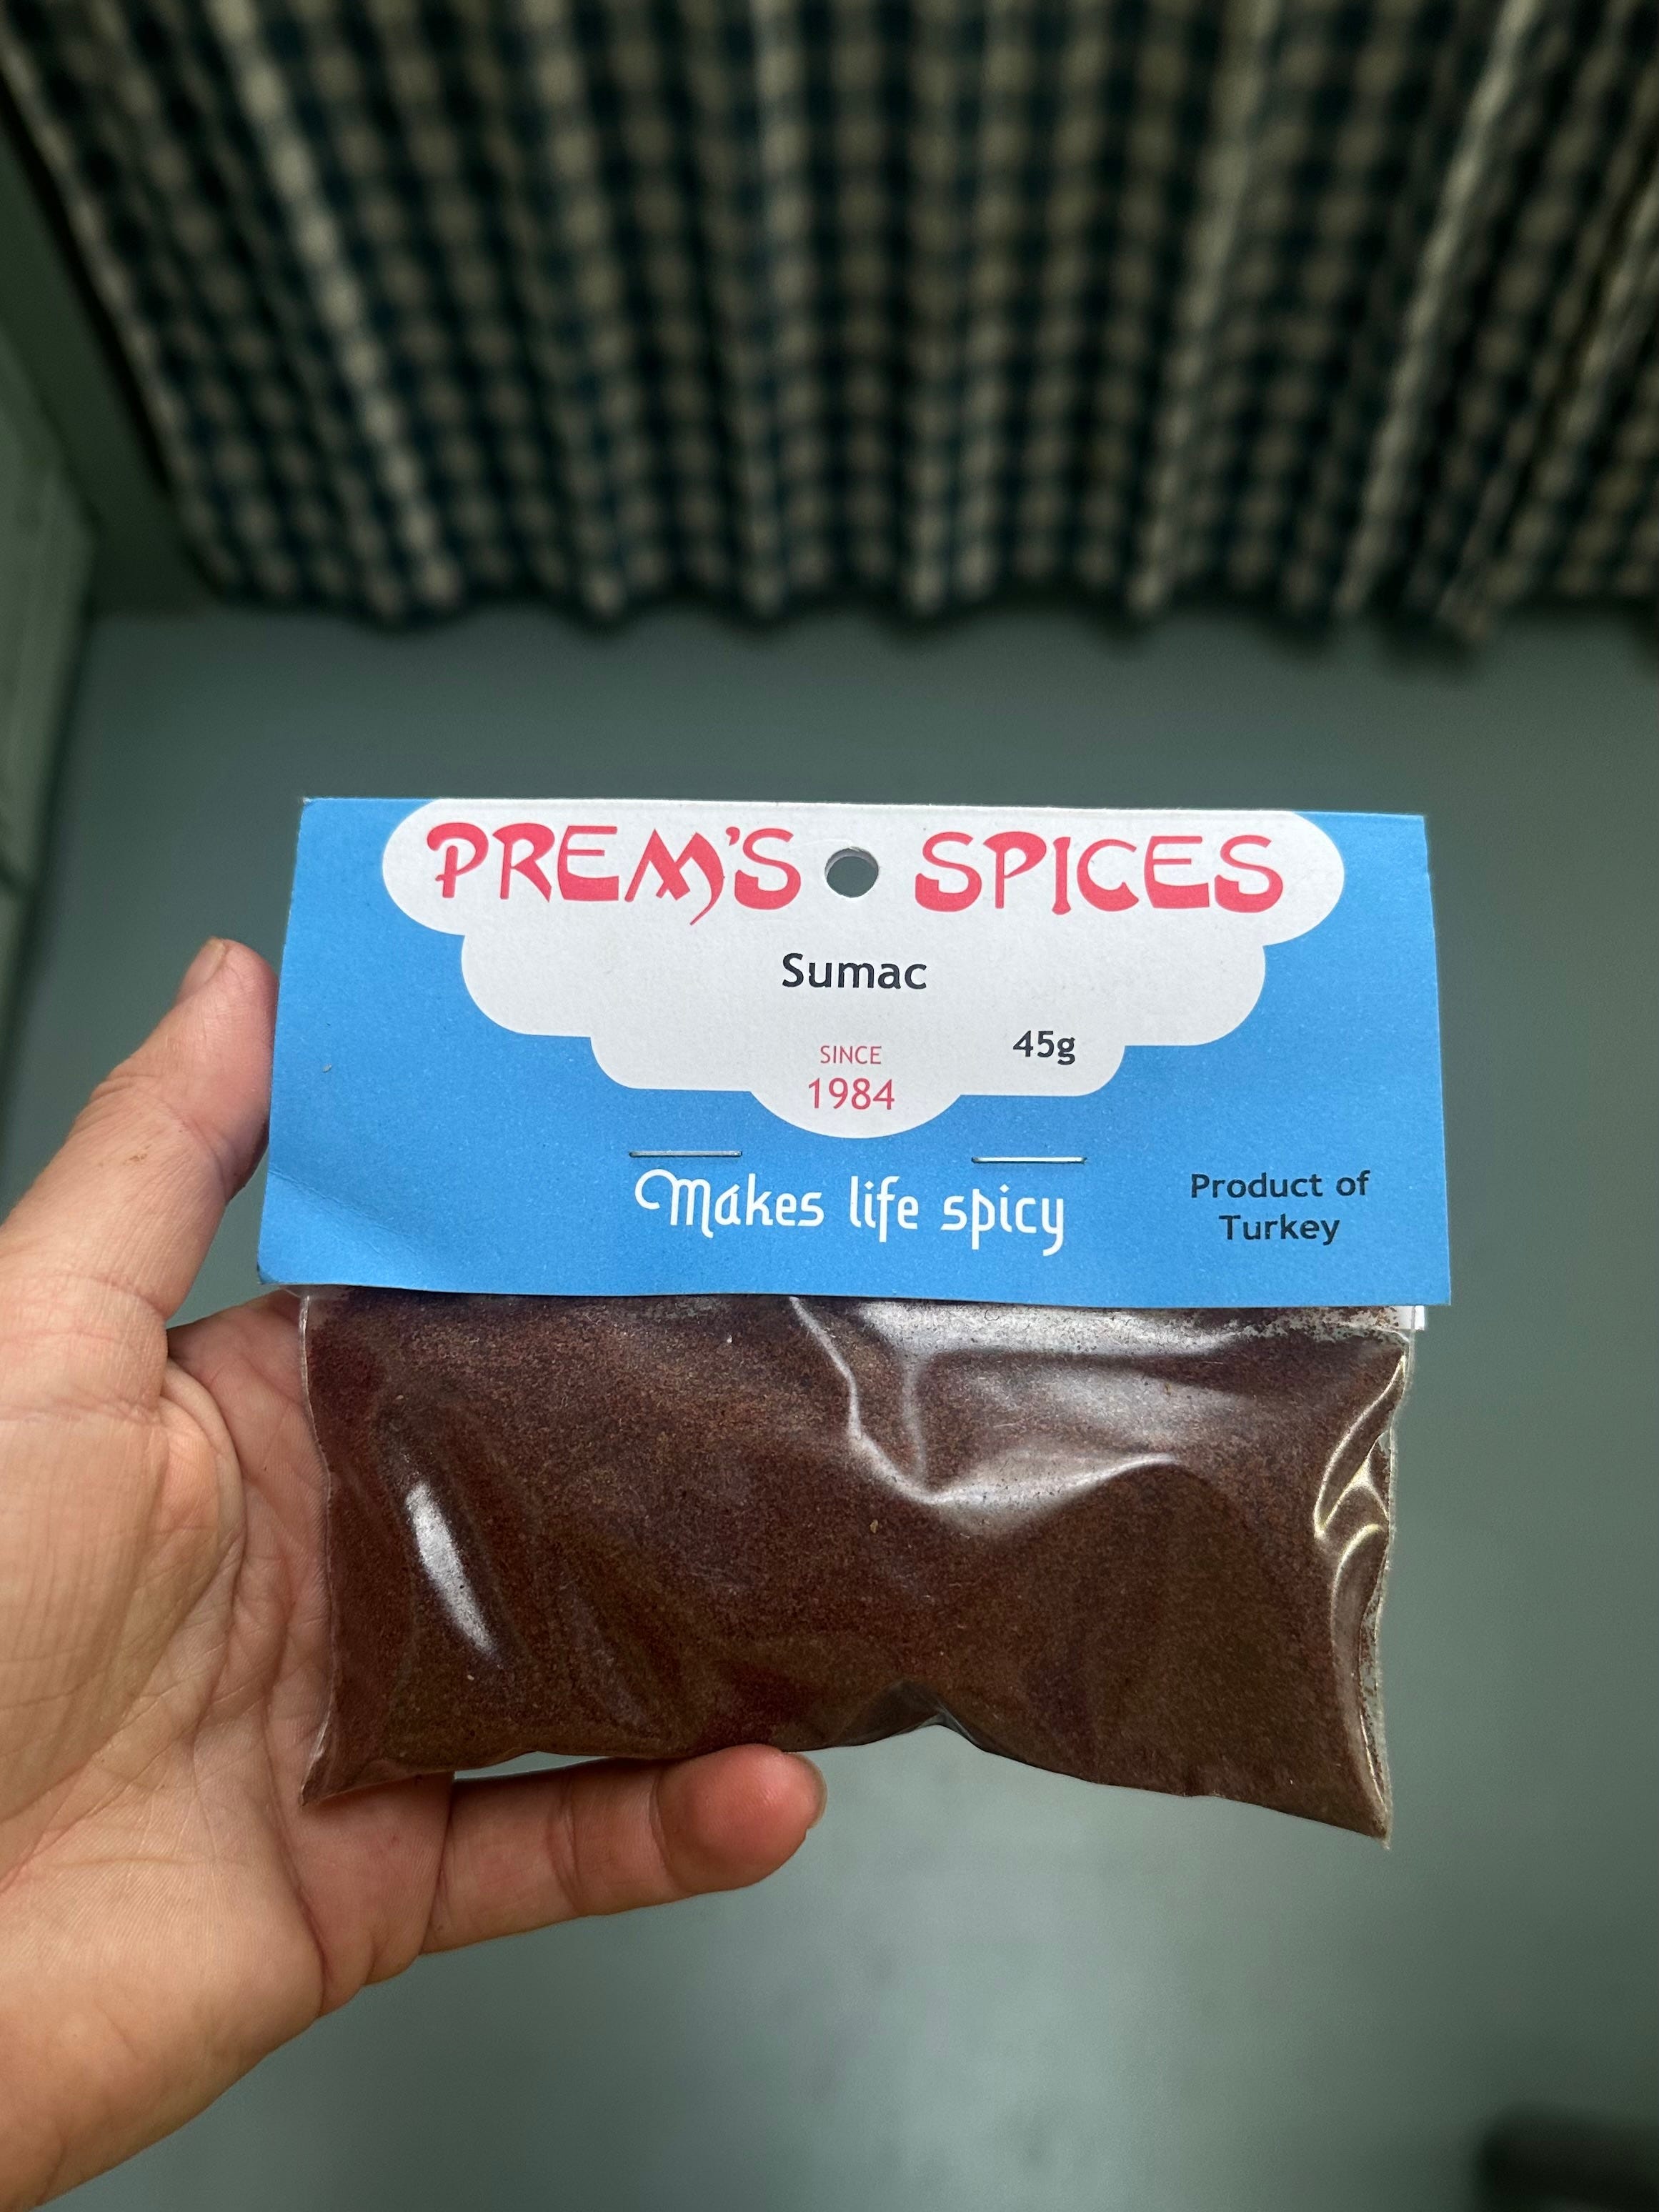 PREM'S SPICES
Sumac
45g
SINCE
1984
Makes life spicy
Product of
Turkey